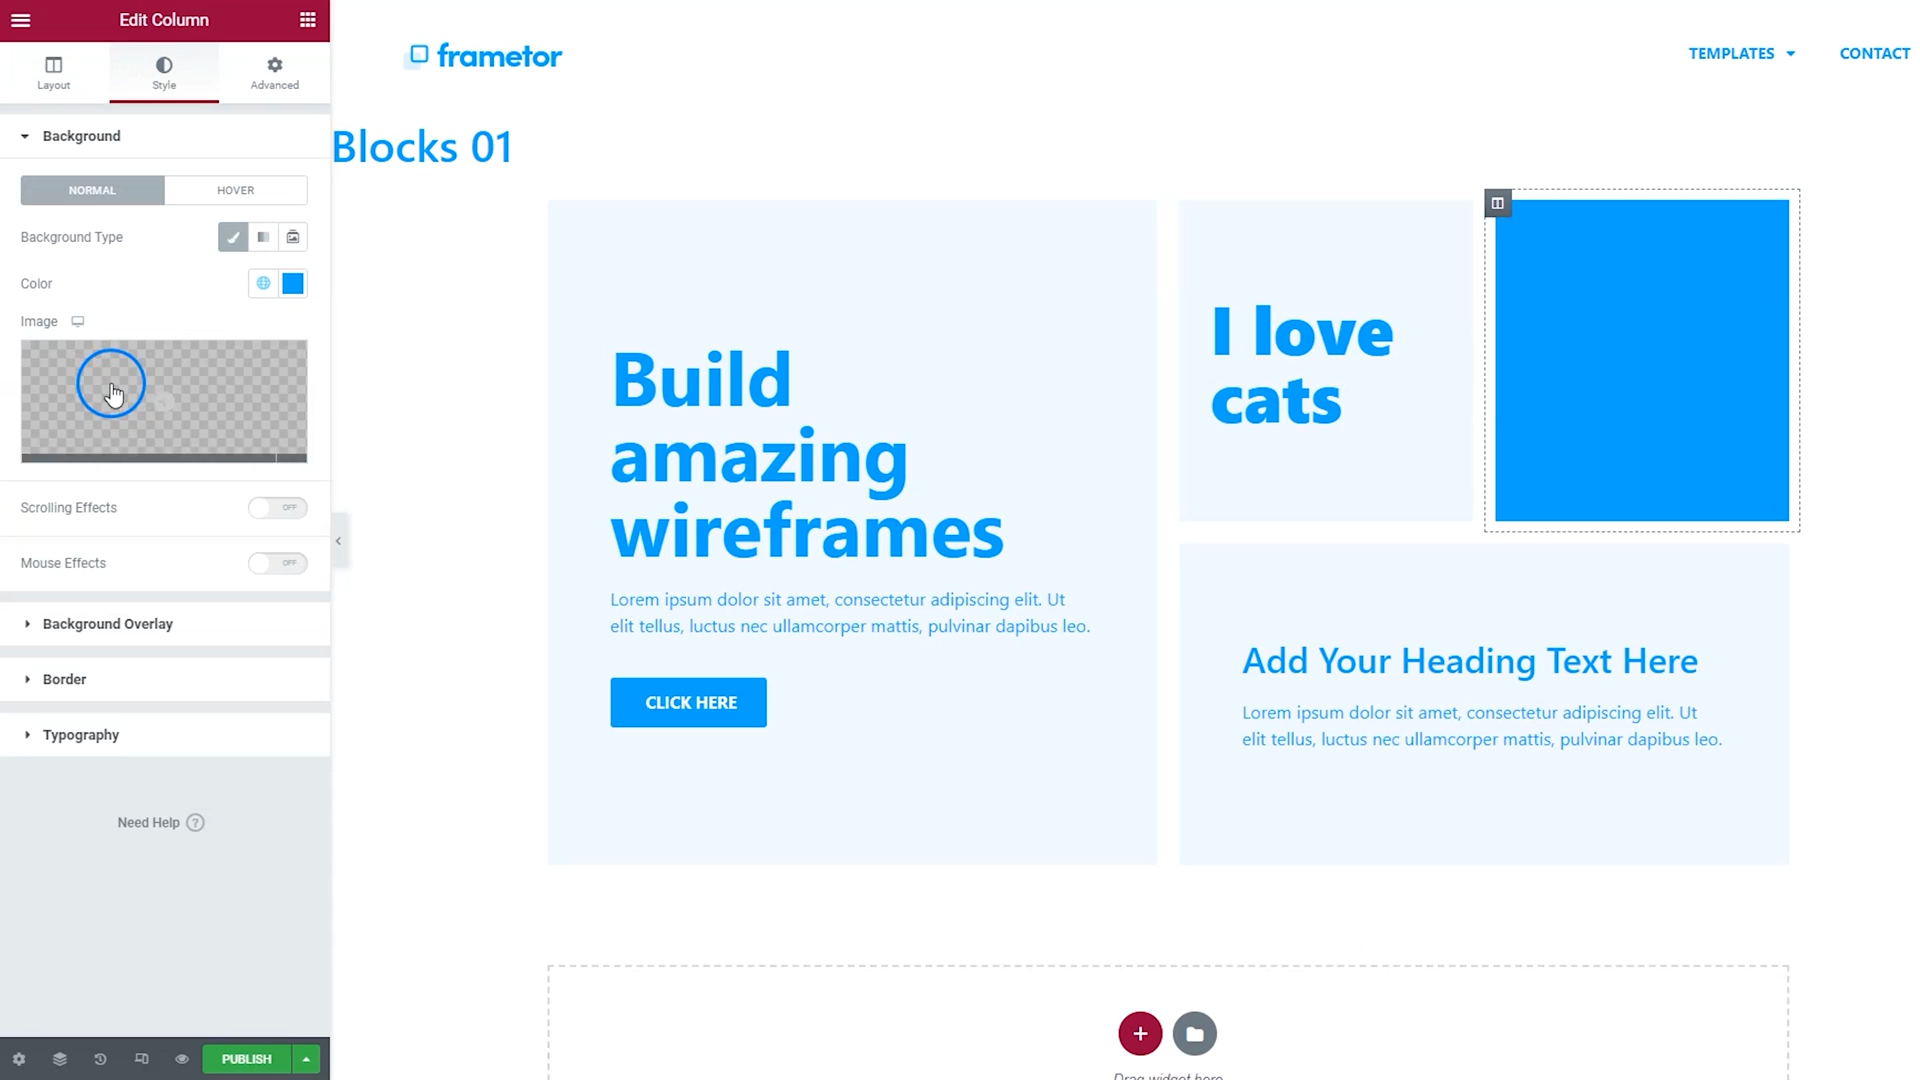 Edit Column
Layout
Style
Advanced
Background
NORMAL
HOVER
Background Type
Color
Image
Scrolling Effects
OFF
Mouse Effects
OFF
Background Overlay
Border
Typography
Need Help ?
PUBLISH
frametor
TEMPLATES
CONTACT
Blocks 01
Build
amazing
wireframes
Lorem ipsum dolor sit amet, consectetur adipiscing elit. Ut
elit tellus, luctus nec ullamcorper mattis, pulvinar dapibus leo.
CLICK HERE
I love
cats
Add Your Heading Text Here
Lorem ipsum dolor sit amet, consectetur adipiscing elit. Ut
elit tellus, luctus nec ullamcorper mattis, pulvinar dapibus leo.
Drag widget here